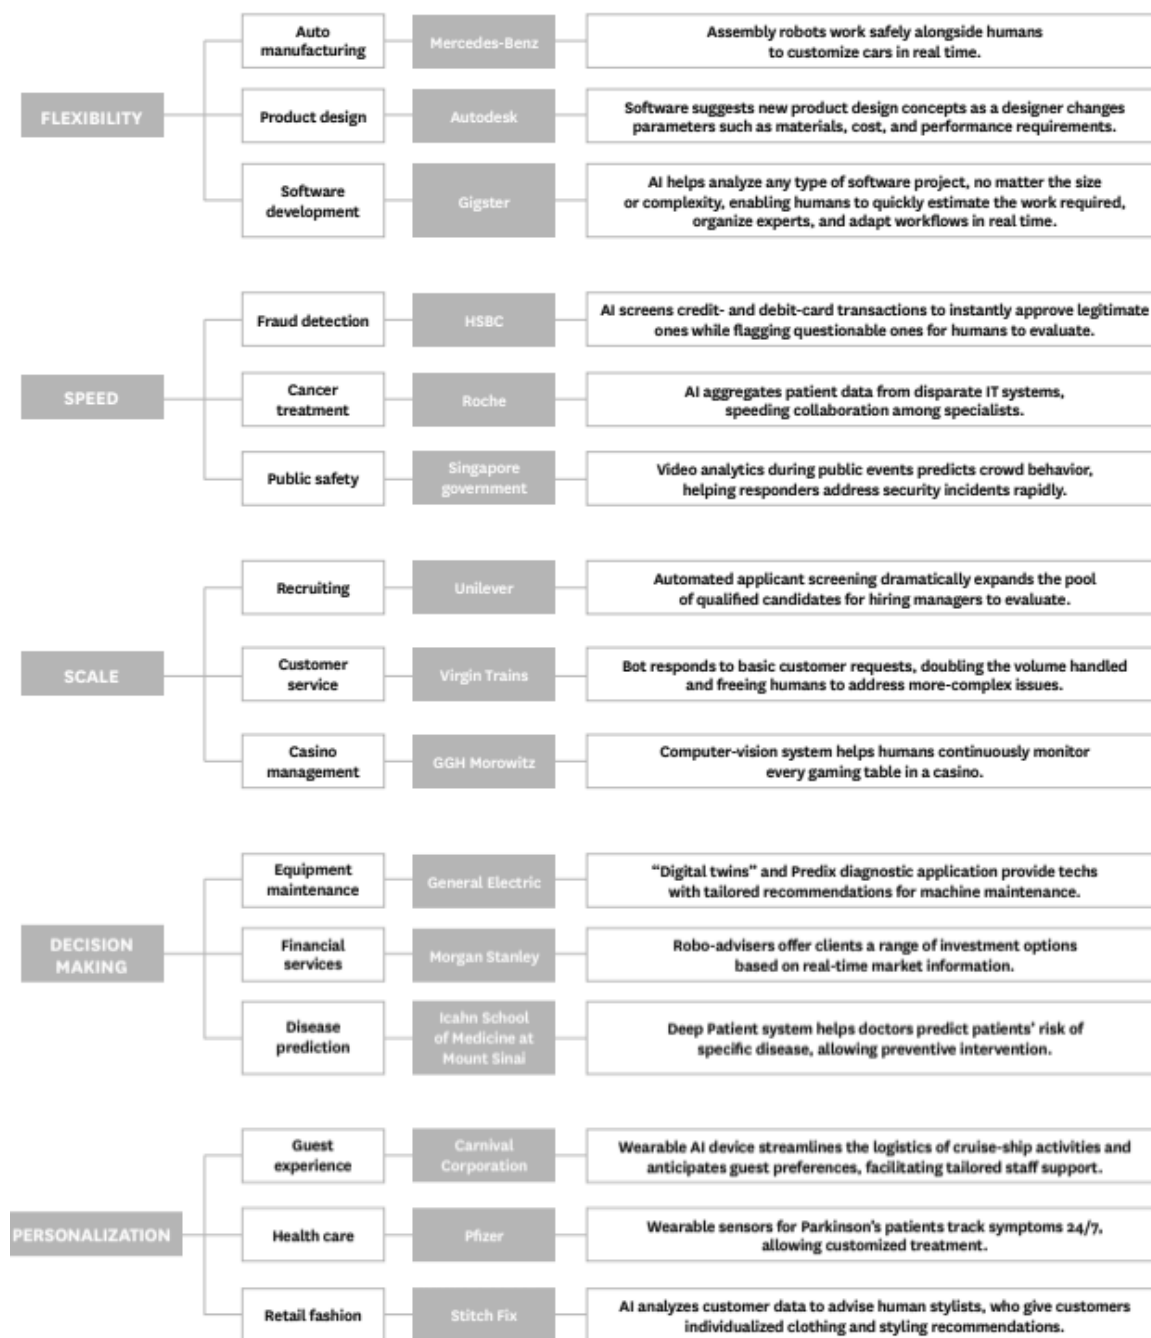 FLEXIBILITY
Auto
manufacturing
Mercedes-Benz
Assembly robots work safely alongside humans
to customize cars in real time.
Product design
Autodesk
Software suggests new product design concepts as a designer changes
parameters such as materials, cost, and performance requirements.
Software
development
Gigster
AI helps analyze any type of software project, no matter the size
or complexity, enabling humans to quickly estimate the work required,
organize experts, and adapt workflows in real time.
SPEED
Fraud detection
HSBC
AI screens credit- and debit-card transactions to instantly approve legitimate
ones while flagging questionable ones for humans to evaluate.
Cancer
treatment
Roche
AI aggregates patient data from disparate IT systems,
speeding collaboration among specialists.
Public safety
Singapore
government
Video analytics during public events predicts crowd behavior,
helping responders address security incidents rapidly.
SCALE
Recruiting
Unilever
Automated applicant screening dramatically expands the pool
of qualified candidates for hiring managers to evaluate.
Customer
service
Virgin Trains
Bot responds to basic customer requests, doubling the volume handled
and freeing humans to address more-complex issues.
Casino
management
GGH Morowitz
Computer-vision system helps humans continuously monitor
every gaming table in a casino.
DECISION
MAKING
Equipment
maintenance
General Electric
“Digital twins” and Predix diagnostic application provide techs
with tailored recommendations for machine maintenance.
Financial
services
Morgan Stanley
Robo-advisers offer clients a range of investment options
based on real-time market information.
Disease
prediction
Icahn School
of Medicine at
Mount Sinai
Deep Patient system helps doctors predict patients’ risk of
specific disease, allowing preventive intervention.
PERSONALIZATION
Guest
experience
Carnival
Corporation
Wearable AI device streamlines the logistics of cruise-ship activities and
anticipates guest preferences, facilitating tailored staff support.
Health care
Pfizer
Wearable sensors for Parkinson’s patients track symptoms 24/7,
allowing customized treatment.
Retail fashion
Stitch Fix
AI analyzes customer data to advise human stylists, who give customers
individualized clothing and styling recommendations.